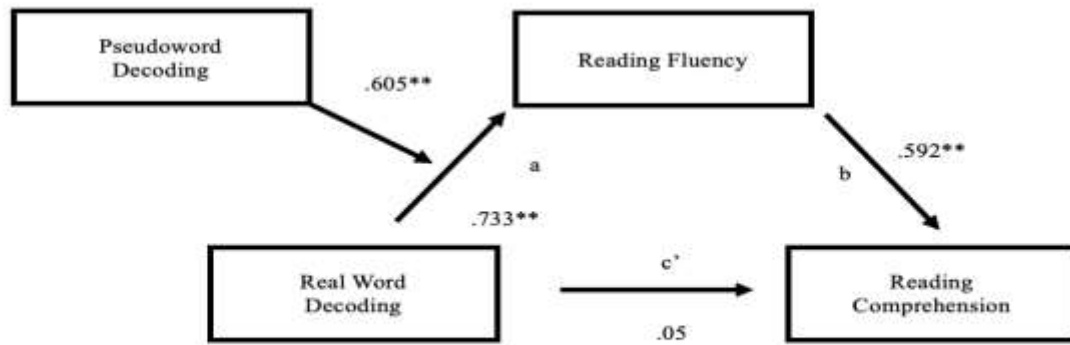 Pseudoword
Decoding
Reading Fluency
.605**
.592**
a
b
.733**
Real Word
Decoding
c'
.05
Reading
Comprehension